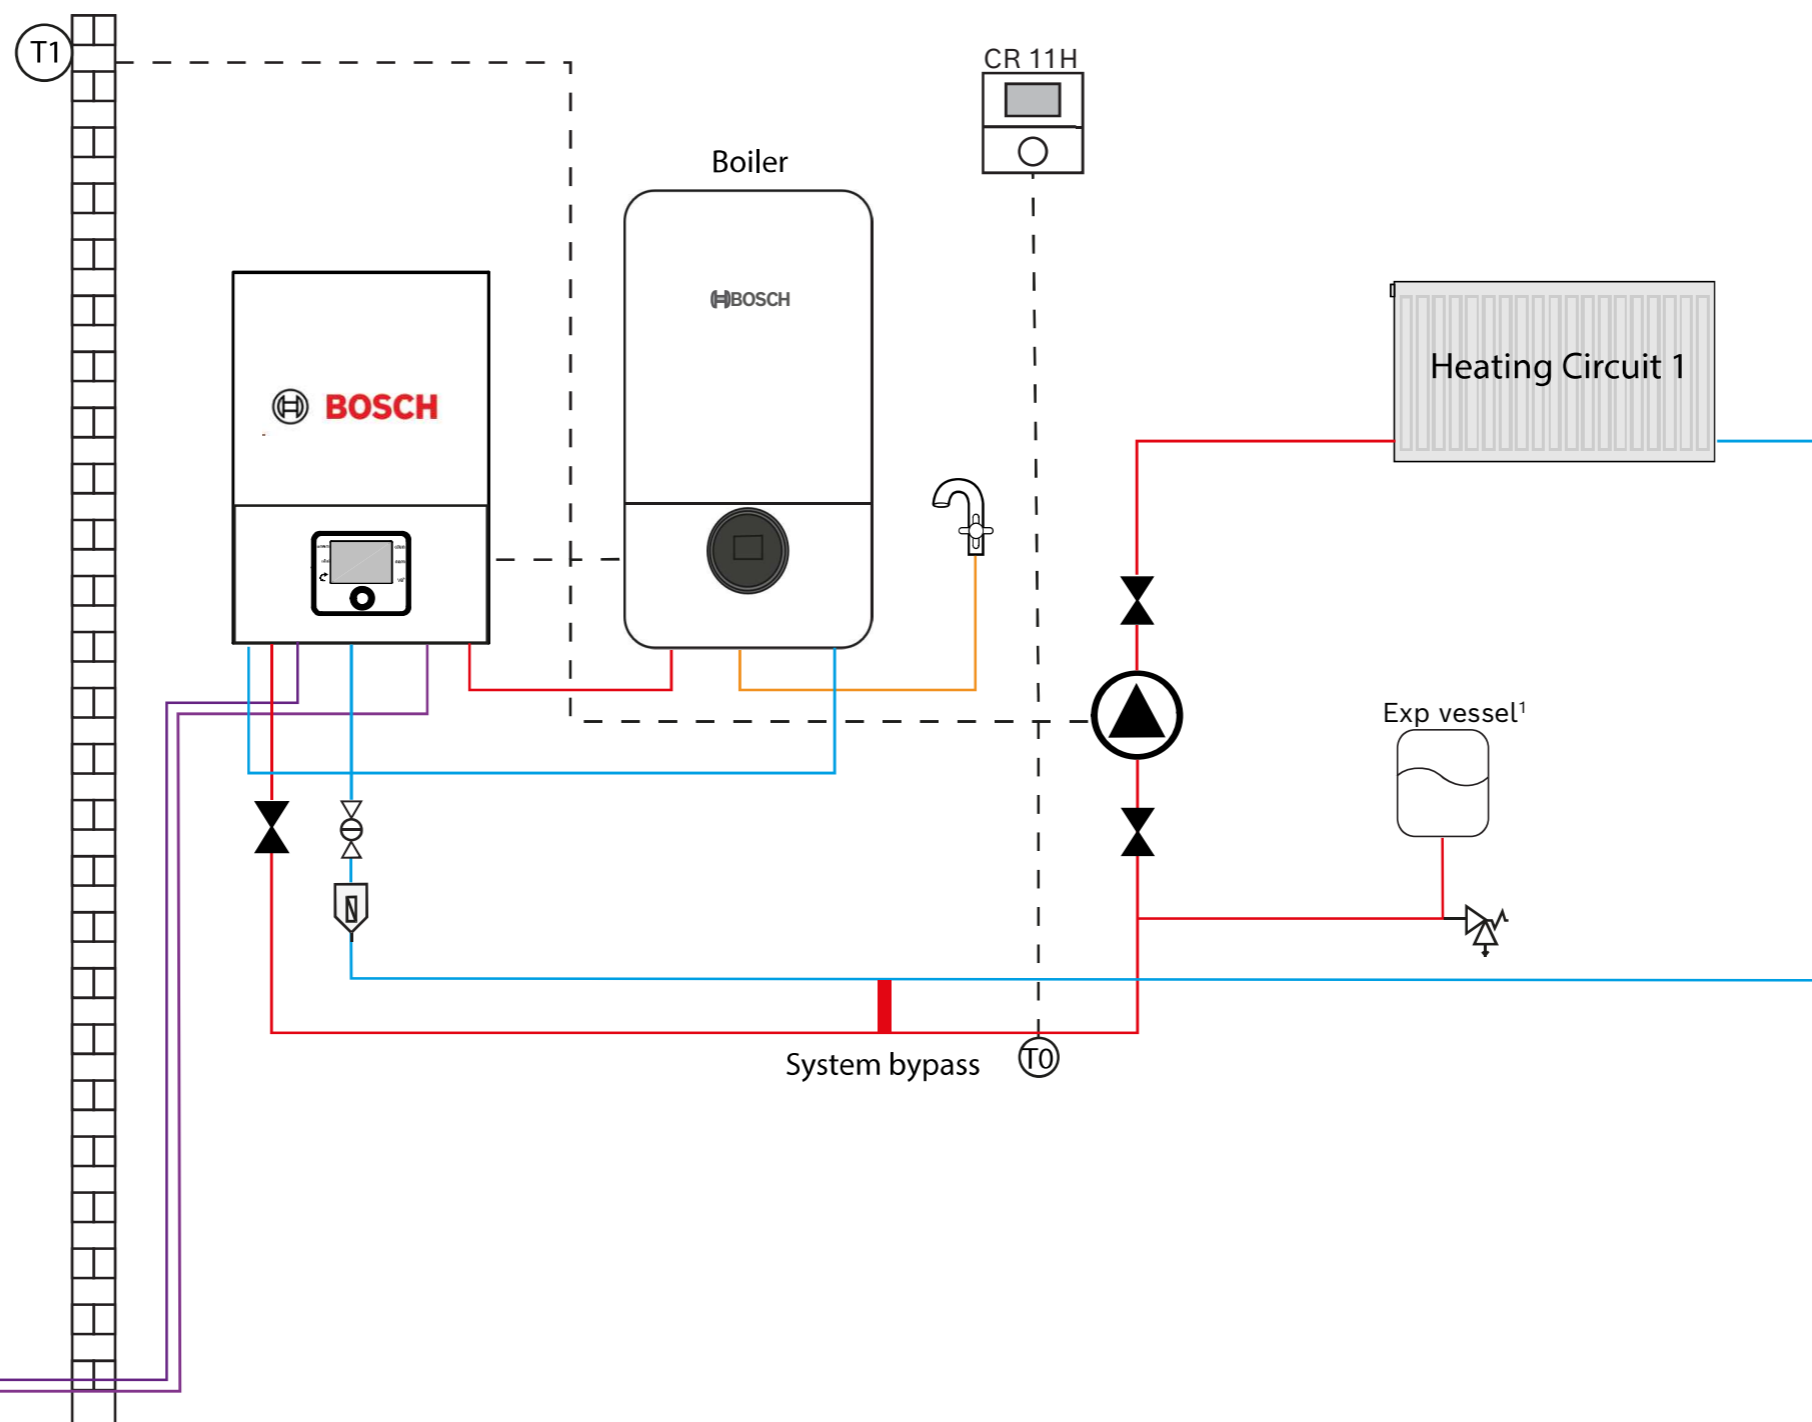 T1
CR 11H
Boiler
BOSCH
Heating Circuit 1
BOSCH
Exp vessel¹
System bypass
T0